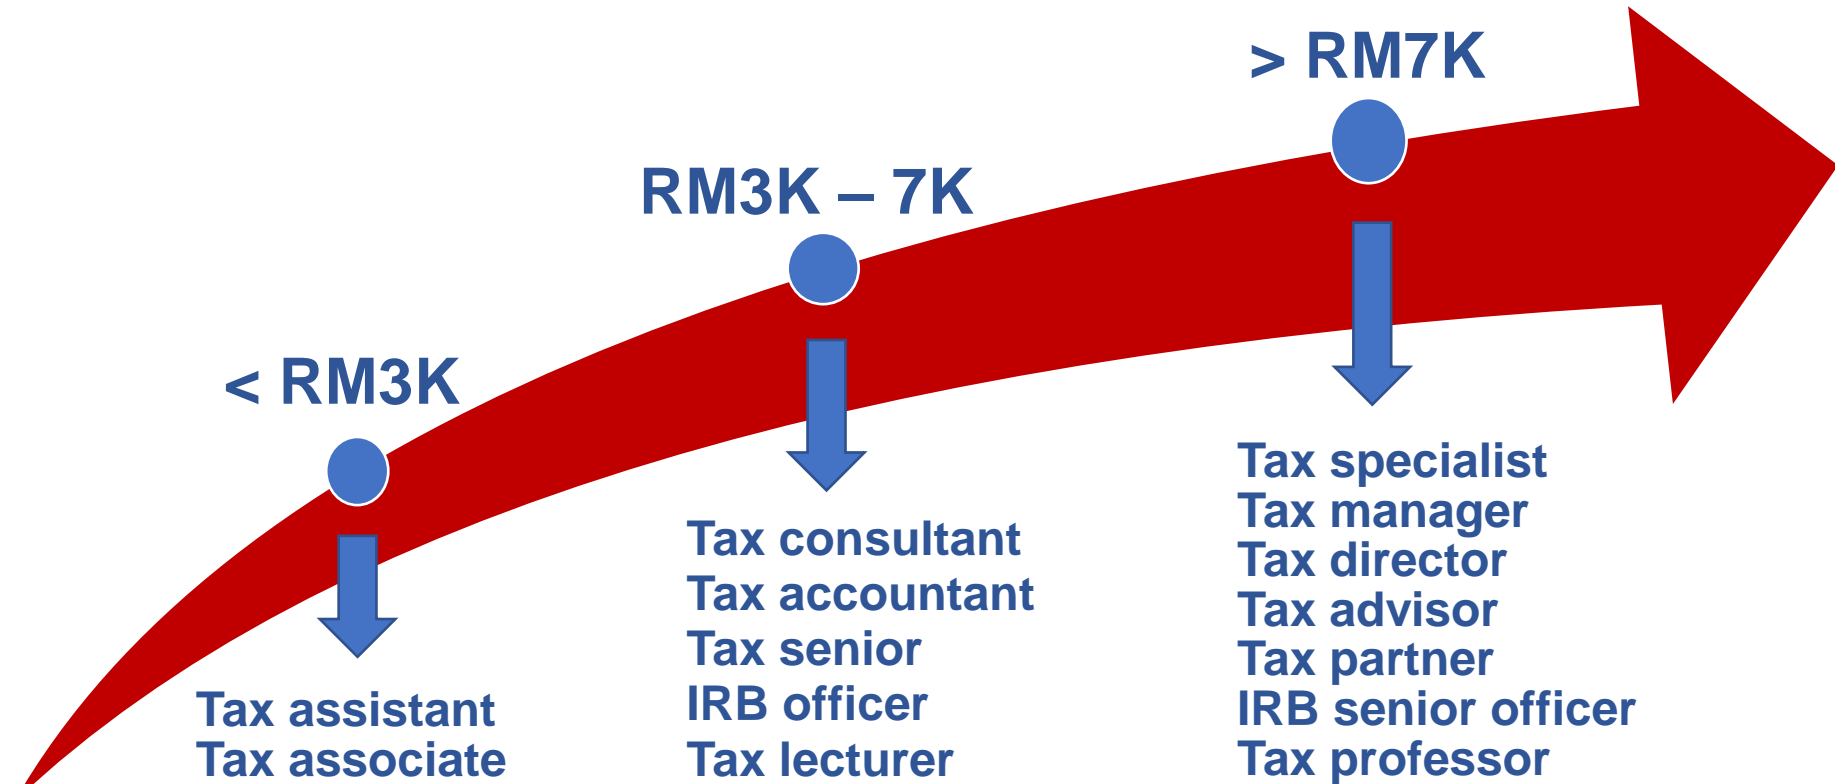 < RM3K
Tax assistant
Tax associate
RM3K – 7K
Tax consultant
Tax accountant
Tax senior
IRB officer
Tax lecturer
> RM7K
Tax specialist
Tax manager
Tax director
Tax advisor
Tax partner
IRB senior officer
Tax professor